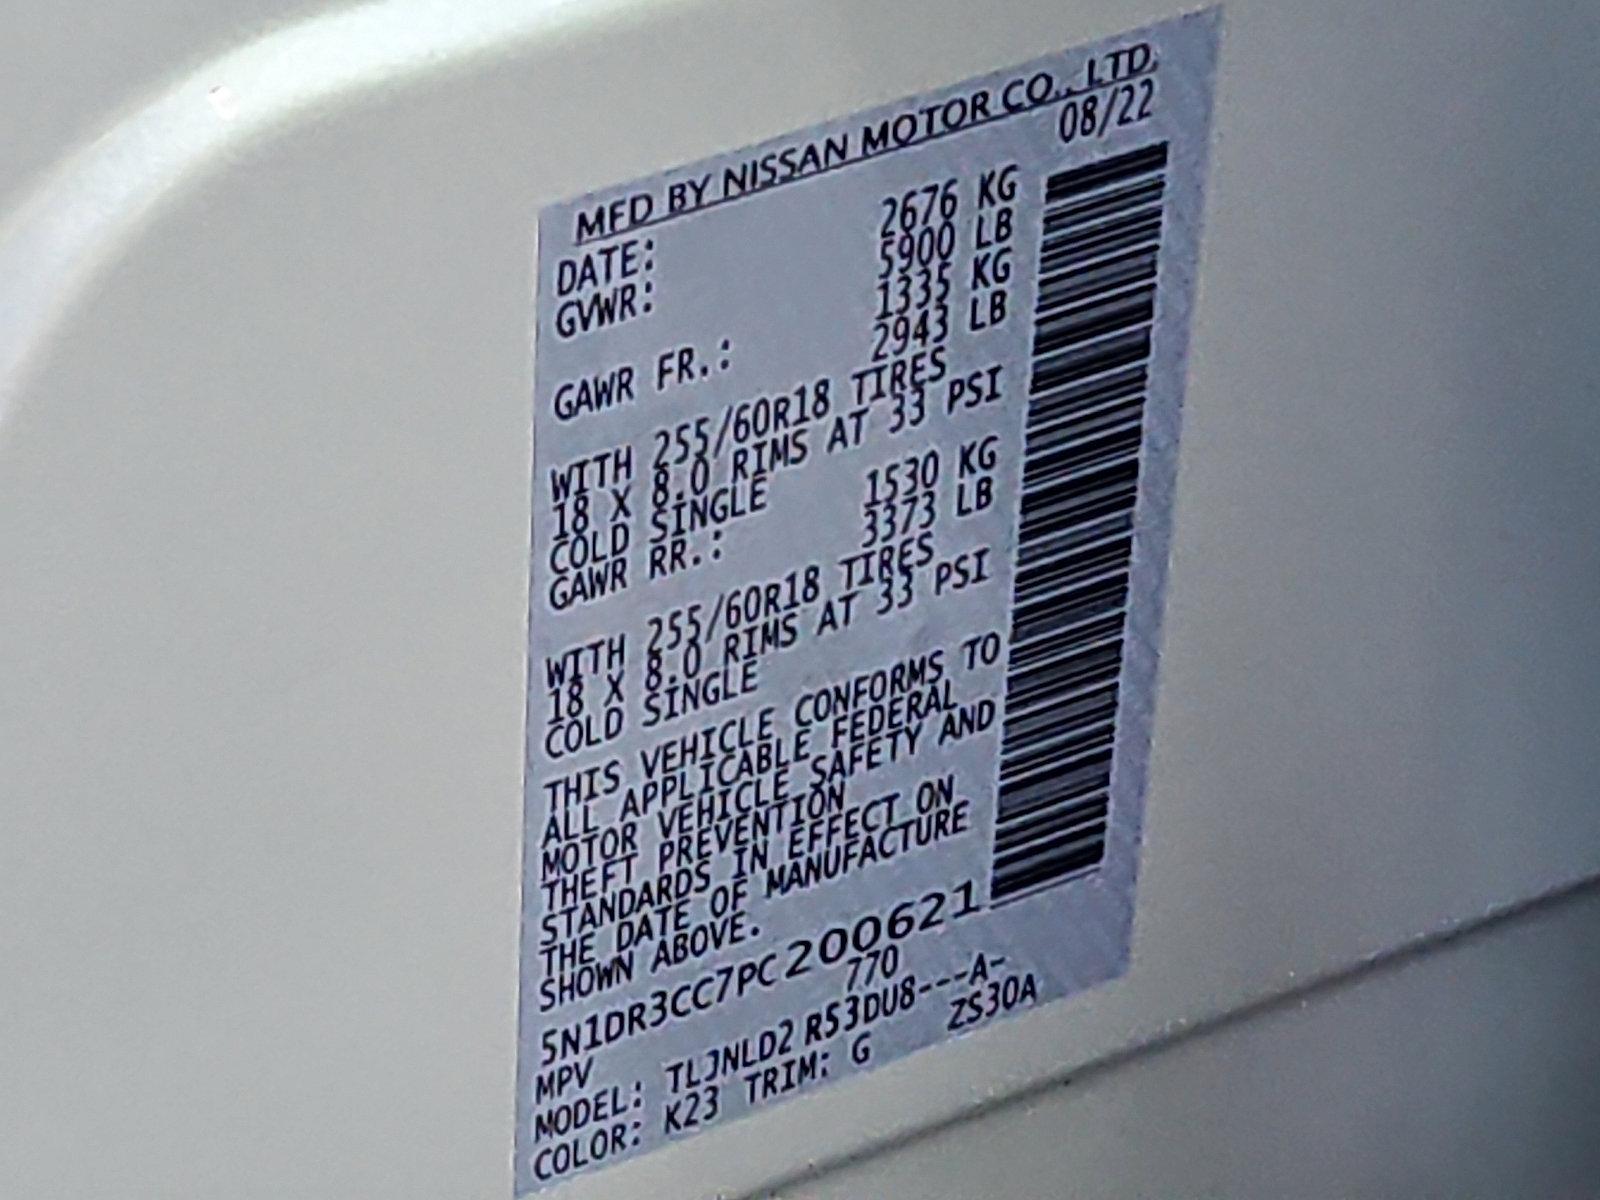 MFD BY NISSAN MOTOR CO., LTD.
DATE: 08/22
GVWR: 2676 KG
5900 LB
GAWR FR.: 1335 KG
2943 LB
WITH 255/60R18 TIRES
18 X 8.0 RIMS AT 33 PSI
COLD SINGLE
GAWR RR.: 1530 KG
3373 LB
WITH 255/60R18 TIRES
18 X 8.0 RIMS AT 33 PSI
COLD SINGLE
THIS VEHICLE CONFORMS TO
ALL APPLICABLE FEDERAL
MOTOR VEHICLE SAFETY AND
THEFT PREVENTION
STANDARDS IN EFFECT ON
THE DATE OF MANUFACTURE
SHOWN ABOVE.
5N1DR3CC7PC200621
MPV 770
MODEL: TLJNLD2 R53DU8---A-
COLOR: K23 TRIM: G ZS30A